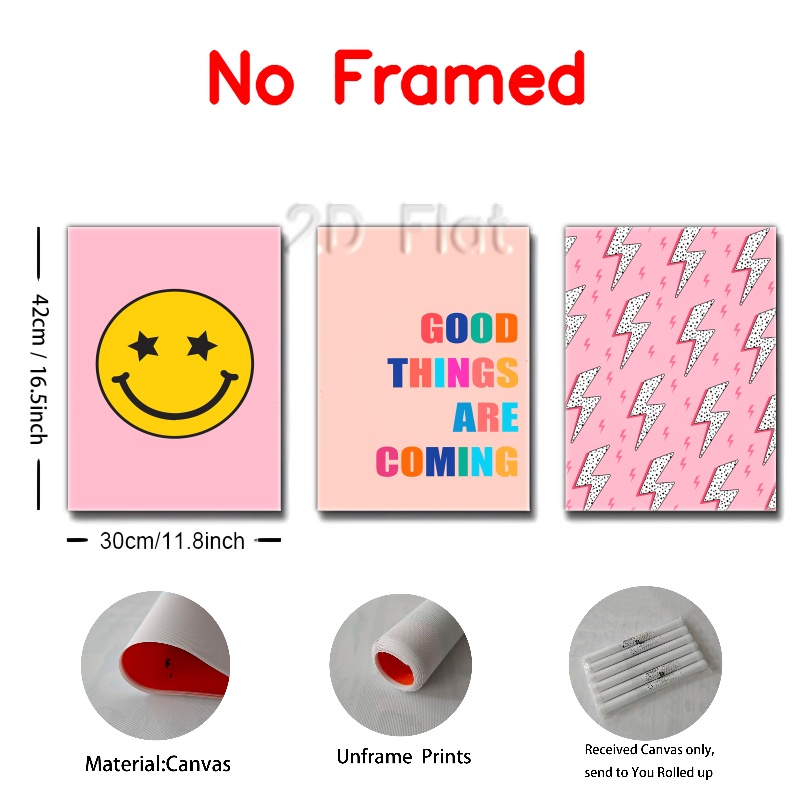 No Framed
2D Flat
42cm / 16.5inch
GOOD
THINGS
ARE
COMING
30cm/11.8inch
Material:Canvas
Unframe Prints
Received Canvas only,
send to You Rolled up